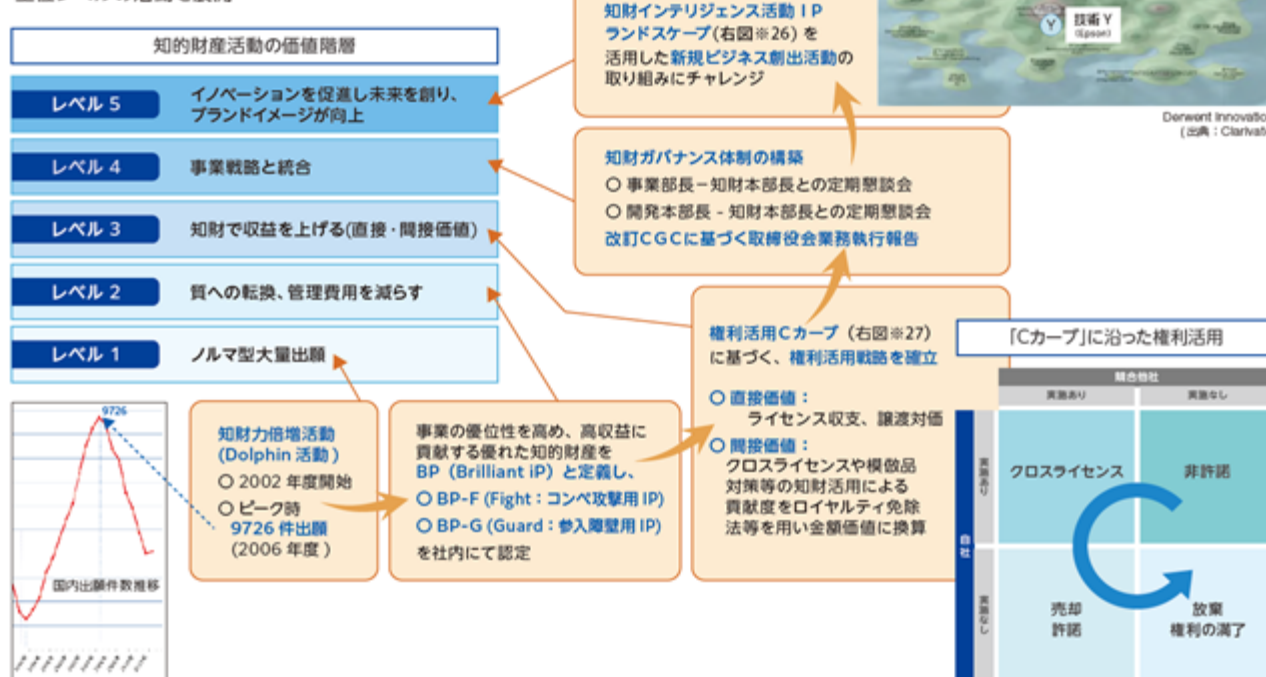 知的財産活動の価値階層
レベル 5
イノベーションを促進し未来を創り、
ブランドイメージが向上
レベル 4
事業戦略と統合
レベル 3
知財で収益を上げる(直接・間接価値)
レベル 2
質への転換、管理費用を減らす
レベル 1
ノルマ型大量出願
知財インテリジェンス活動 I P
ランドスケープ(右図※26) を
活用した新規ビジネス創出活動の
取り組みにチャレンジ
Y
技術 Y
(Epson)
Derwent Innovatio
(出典:Clarivat
知財ガバナンス体制の構築
○ 事業部長−知財本部長との定期懇談会
○ 開発本部長 - 知財本部長との定期懇談会
改訂CGCに基づく取締役会業務執行報告
権利活用Cカーブ (右図※27)
に基づく、権利活用戦略を確立
○ 直接価値:
ライセンス収支、譲渡対価
○ 間接価値:
クロスライセンスや模倣品
対策等の知財活用による
貢献度をロイヤルティ免除
法等を用い金額価値に換算
9726
国内出願件数推移
知財力倍増活動
(Dolphin 活動)
○ 2002 年度開始
○ ピーク時
9726 件出願
(2006 年度 )
事業の優位性を高め、高収益に
貢献する優れた知的財産を
BP(Brilliant iP)と定義し、
○ BP-F (Fight:コンペ攻撃用 IP)
○ BP-G (Guard:参入障壁用 IP)
を社内にて認定
「Cカーブ」に沿った権利活用
競合他社
実施あり
実施なし
自社
実施あり
クロスライセンス
非許諾
実施なし
売却
許諾
放棄
権利の満了